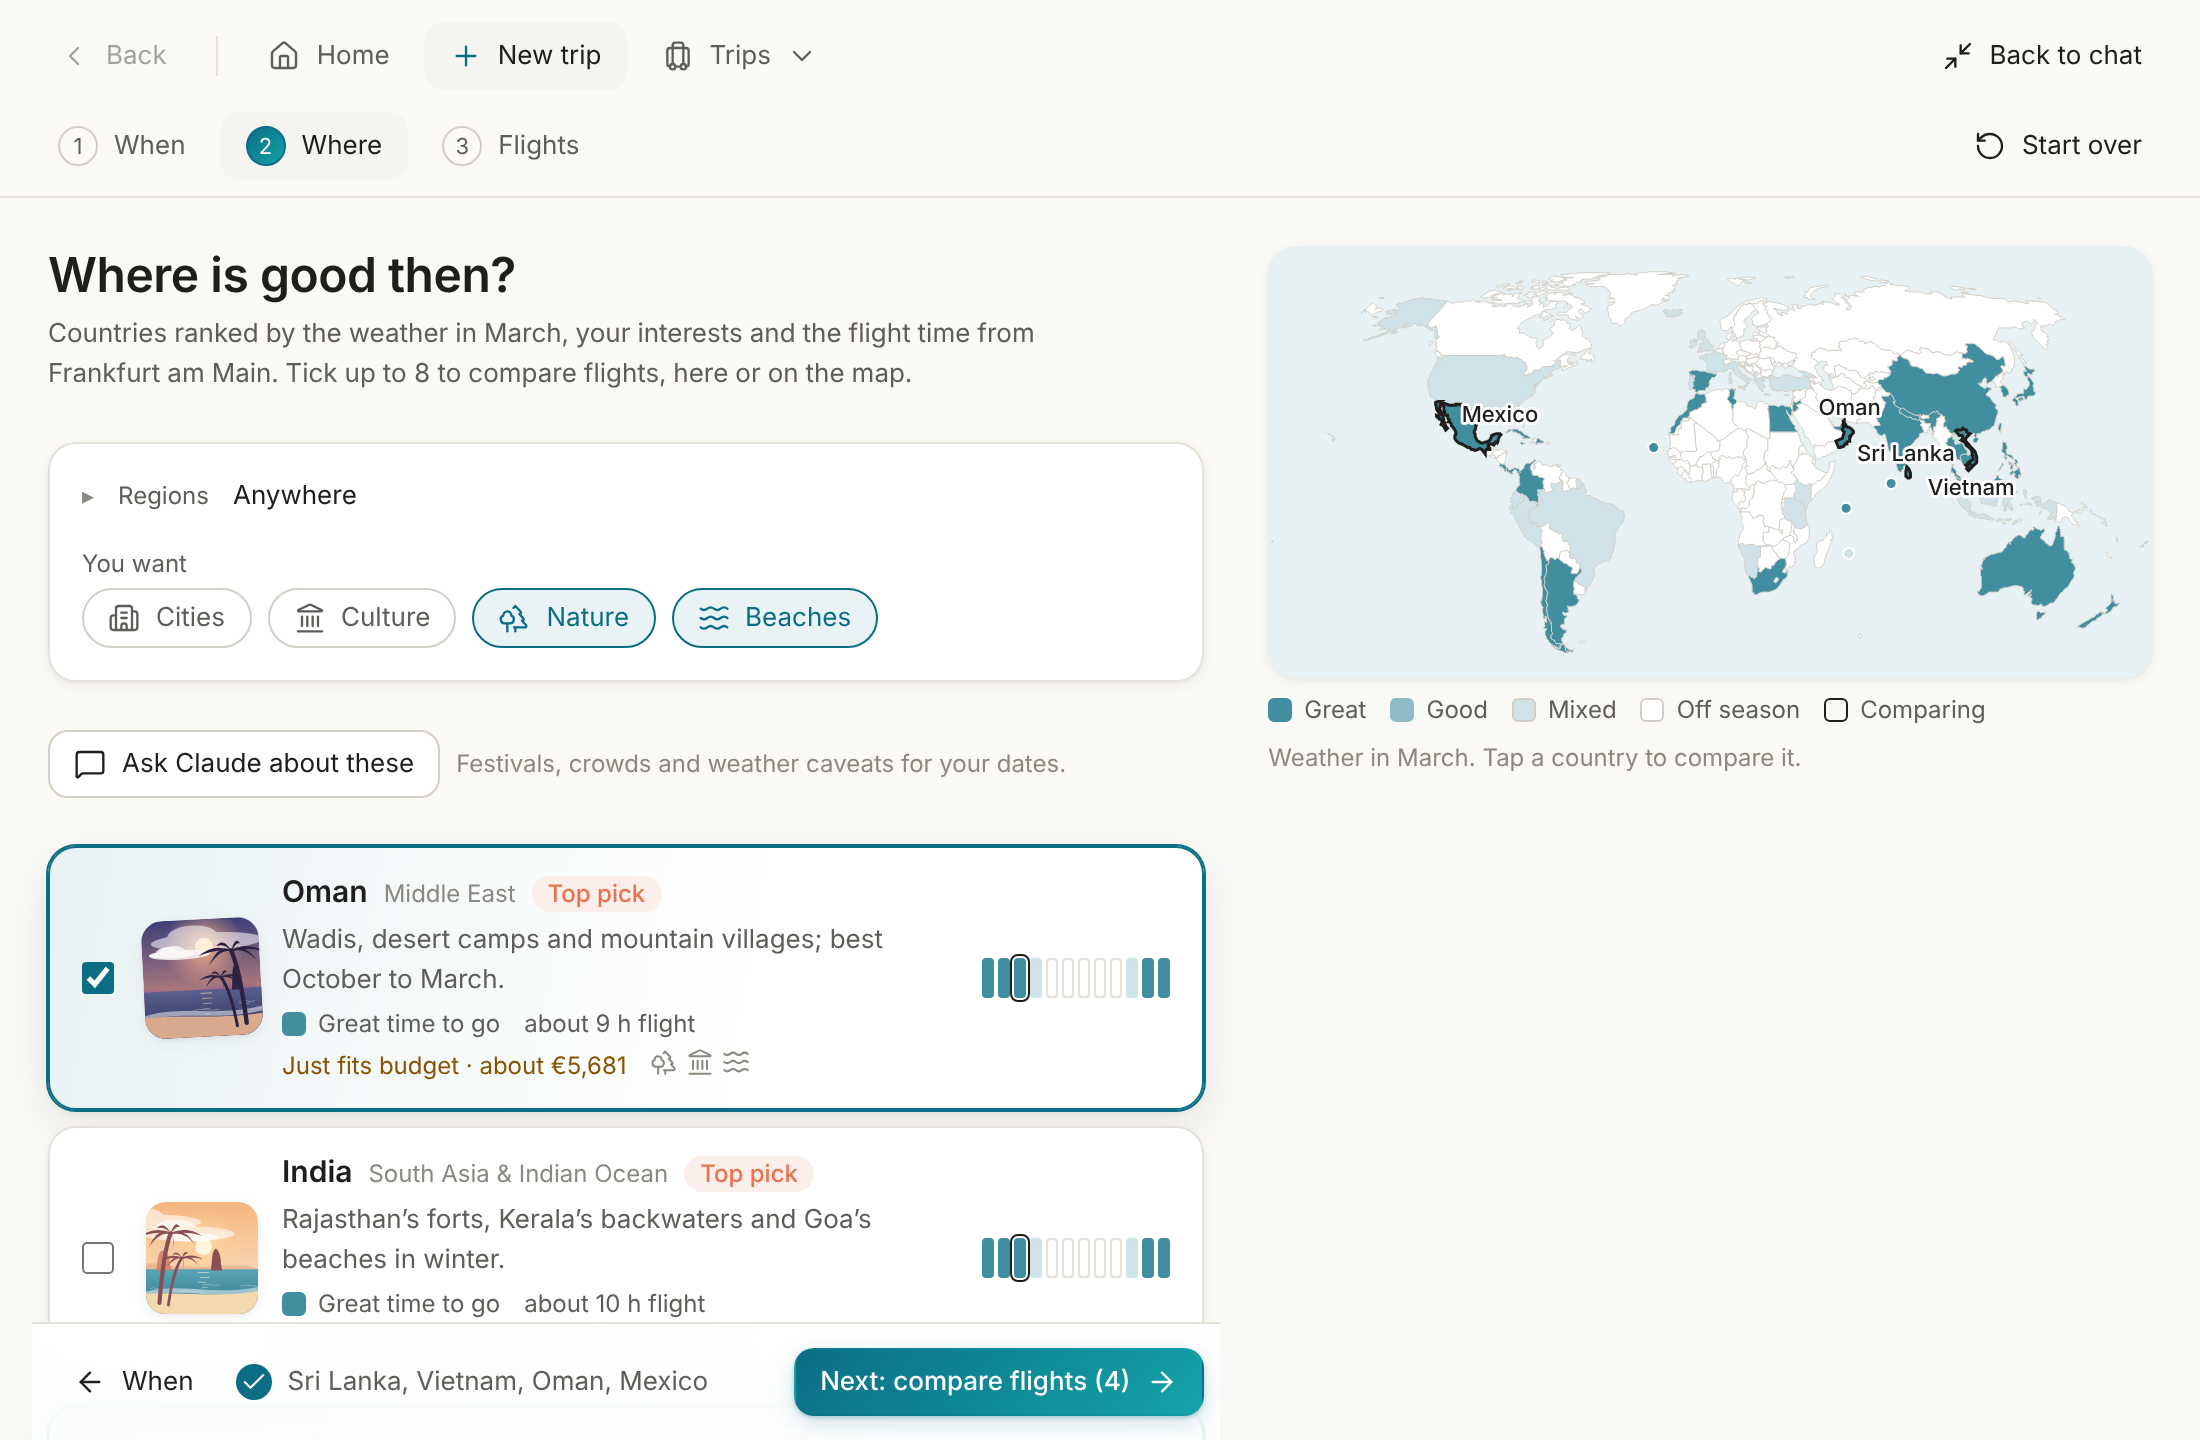 Back
Home
New trip
Trips
Back to chat
1 When
2 Where
3 Flights
Start over
Where is good then?
Countries ranked by the weather in March, your interests and the flight time from
Frankfurt am Main. Tick up to 8 to compare flights, here or on the map.
Regions Anywhere
You want
Cities
Culture
Nature
Beaches
Ask Claude about these
Festivals, crowds and weather caveats for your dates.
Mexico
Oman
Sri Lanka
Vietnam
Great
Good
Mixed
Off season
Comparing
Weather in March. Tap a country to compare it.
Oman Middle East Top pick
Wadis, desert camps and mountain villages; best
October to March.
Great time to go about 9 h flight
Just fits budget · about €5,681
India South Asia & Indian Ocean Top pick
Rajasthan’s forts, Kerala’s backwaters and Goa’s
beaches in winter.
Great time to go about 10 h flight
When
Sri Lanka, Vietnam, Oman, Mexico
Next: compare flights (4)